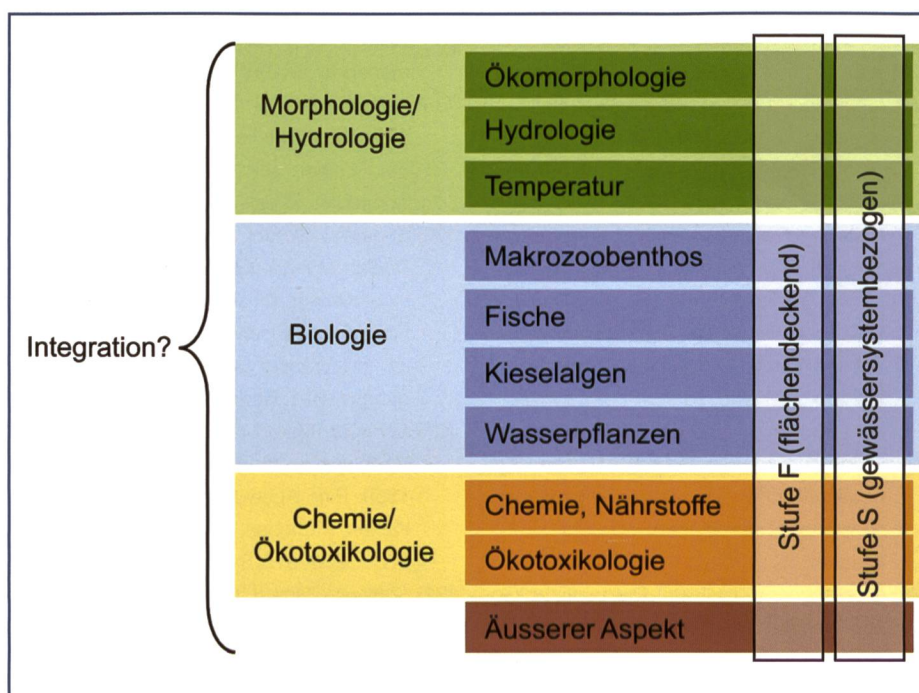 Integration?
Morphologie/
Hydrologie
Ökomorphologie
Hydrologie
Temperatur
Biologie
Makrozoobenthos
Fische
Kieselalgen
Wasserpflanzen
Chemie/
Ökotoxikologie
Chemie, Nährstoffe
Ökotoxikologie
Äusserer Aspekt
Stufe F (flächendeckend)
Stufe S (gewässersystembezogen)